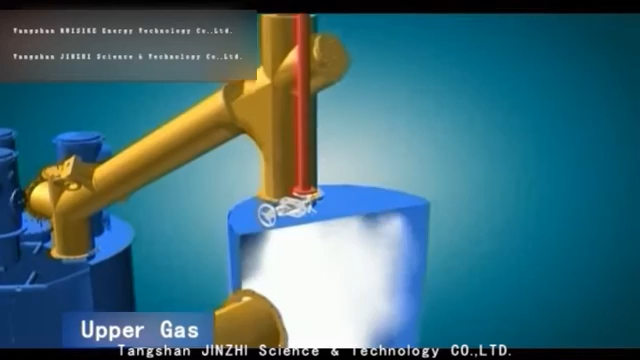 Tangshan KUIDIKE Energy Technology Co.,Ltd.
Tangshan JINZHI Science & Technology Co.,Ltd.
Upper Gas
Tangshan JINZHI Science & Technology CO.,LTD.